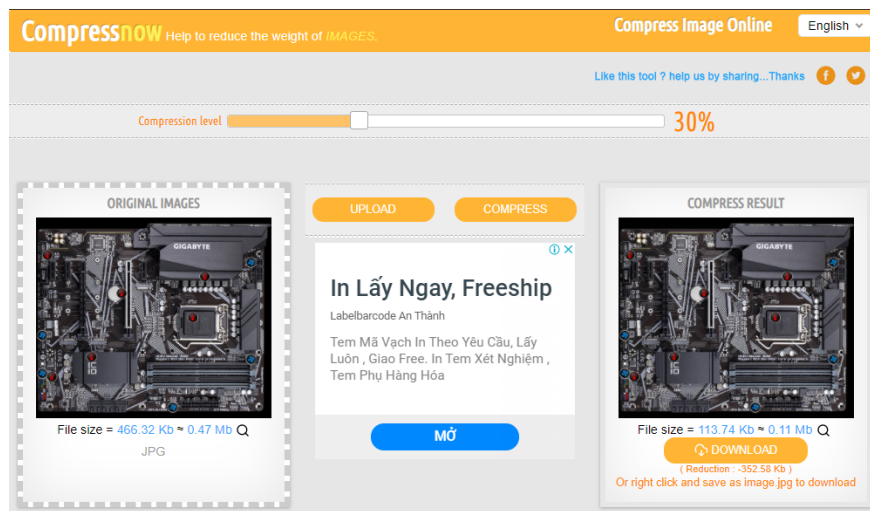 Compressnow Help to reduce the weight of IMAGES.
Compress Image Online
English
Like this tool ? help us by sharing...Thanks
Compression level
30%
ORIGINAL IMAGES
GIGABYTE
File size = 466.32 Kb ≈ 0.47 Mb
JPG
UPLOAD
COMPRESS
In Lấy Ngay, Freeship
Labelbarcode An Thành
Tem Mã Vạch In Theo Yêu Cầu, Lấy
Luôn , Giao Free. In Tem Xét Nghiệm ,
Tem Phụ Hàng Hóa
MỞ
COMPRESS RESULT
GIGABYTE
File size = 113.74 Kb ≈ 0.11 Mb
DOWNLOAD
( Reduction : -352.58 Kb )
Or right click and save as image.jpg to download